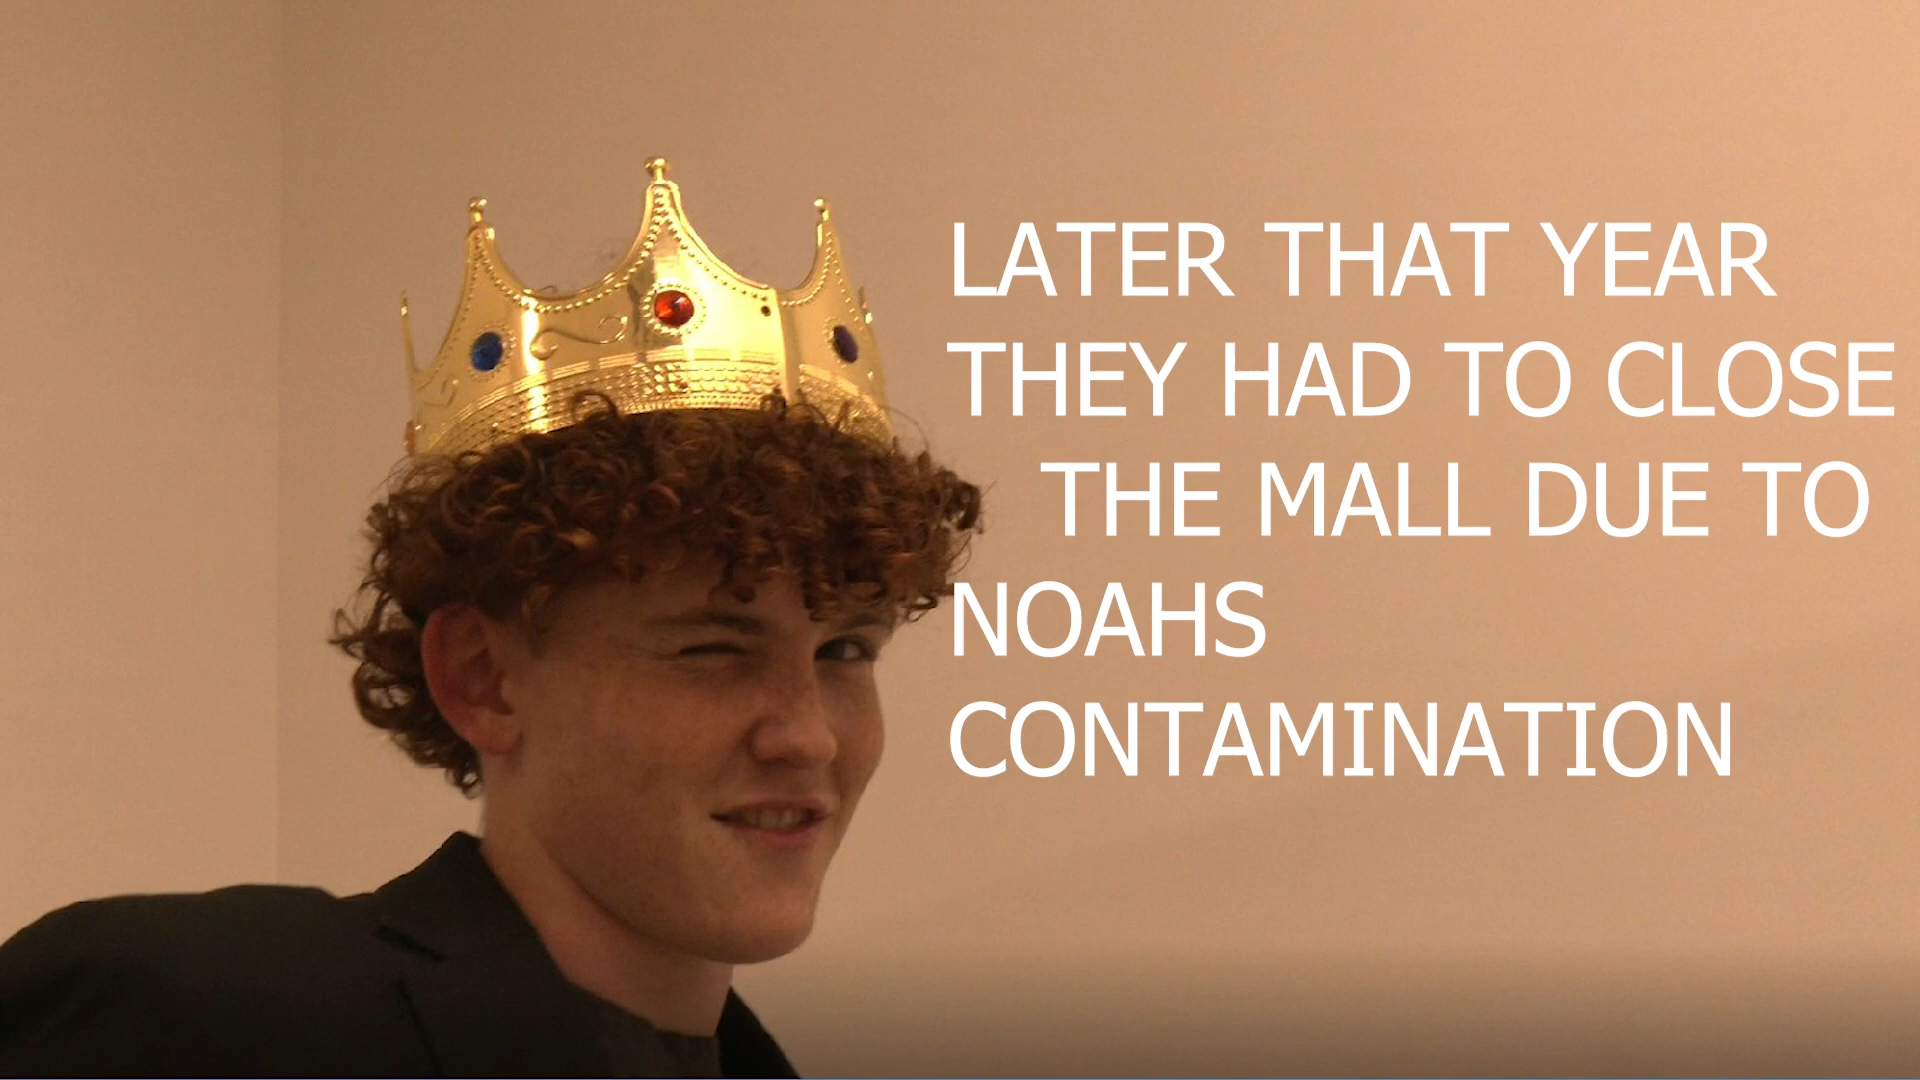 LATER THAT YEAR
THEY HAD TO CLOSE
THE MALL DUE TO
NOAHS
CONTAMINATION